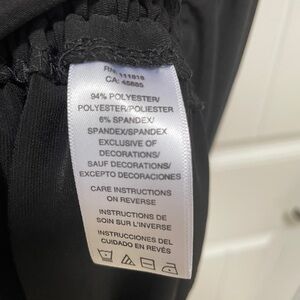 RN: 111818
CA: 45885
94% POLYESTER/
POLYESTER/POLIESTER
6% SPANDEX/
SPANDEX/SPANDEX
EXCLUSIVE OF
DECORATIONS/
SAUF DECORATIONS/
EXCEPTO DECORACIONES
CARE INSTRUCTIONS
ON REVERSE
INSTRUCTIONS DE
SOIN SUR L'INVERSE
INSTRUCCIONES DEL
CUIDADO EN REVÉS